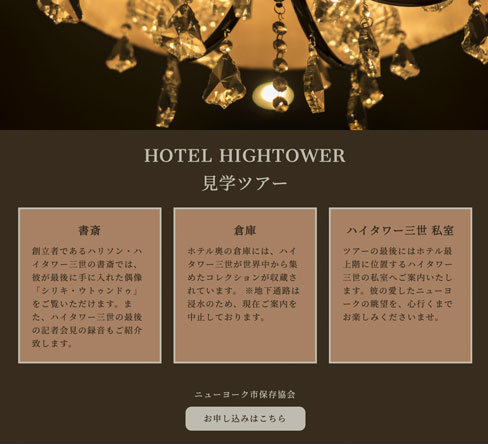 HOTEL HIGHTOWER
見学ツアー
書斎
創立者であるハリソン・ハ
イタワー三世の書斎では、
彼が最後に手に入れた偶像
「シリキ・ウトゥンドゥ」
をご覧いただけます。ま
た、ハイタワー三世の最後
の記者会見の録音もご紹介
致します。
倉庫
ホテル奥の倉庫には、ハイ
タワー三世が世界中から集
めたコレクションが収蔵さ
れています。 ※地下通路は
浸水のため、現在ご案内を
中止しております。
ハイタワー三世 私室
ツアーの最後にはホテル最
上階に位置するハイタワー
三世の私室へご案内いたし
ます。彼の愛したニューヨ
ークの眺望を、心行くまで
お楽しみくださいませ。
ニューヨーク市保存協会
お申し込みはこちら